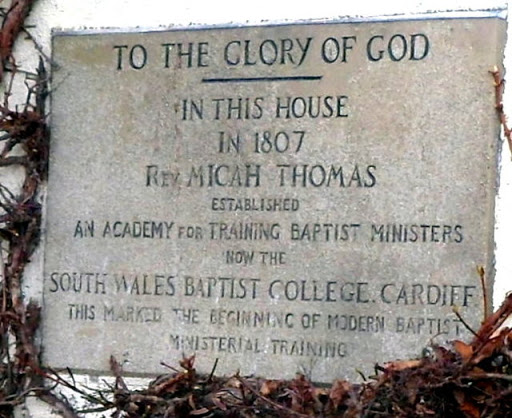 TO THE GLORY OF GOD
IN THIS HOUSE
IN 1807
REV MICAH THOMAS
ESTABLISHED
AN ACADEMY FOR TRAINING BAPTIST MINISTERS
NOW THE
SOUTH WALES BAPTIST COLLEGE. CARDIFF
THIS MARKED THE BEGINNING OF MODERN BAPTIST
MINISTERIAL TRAINING